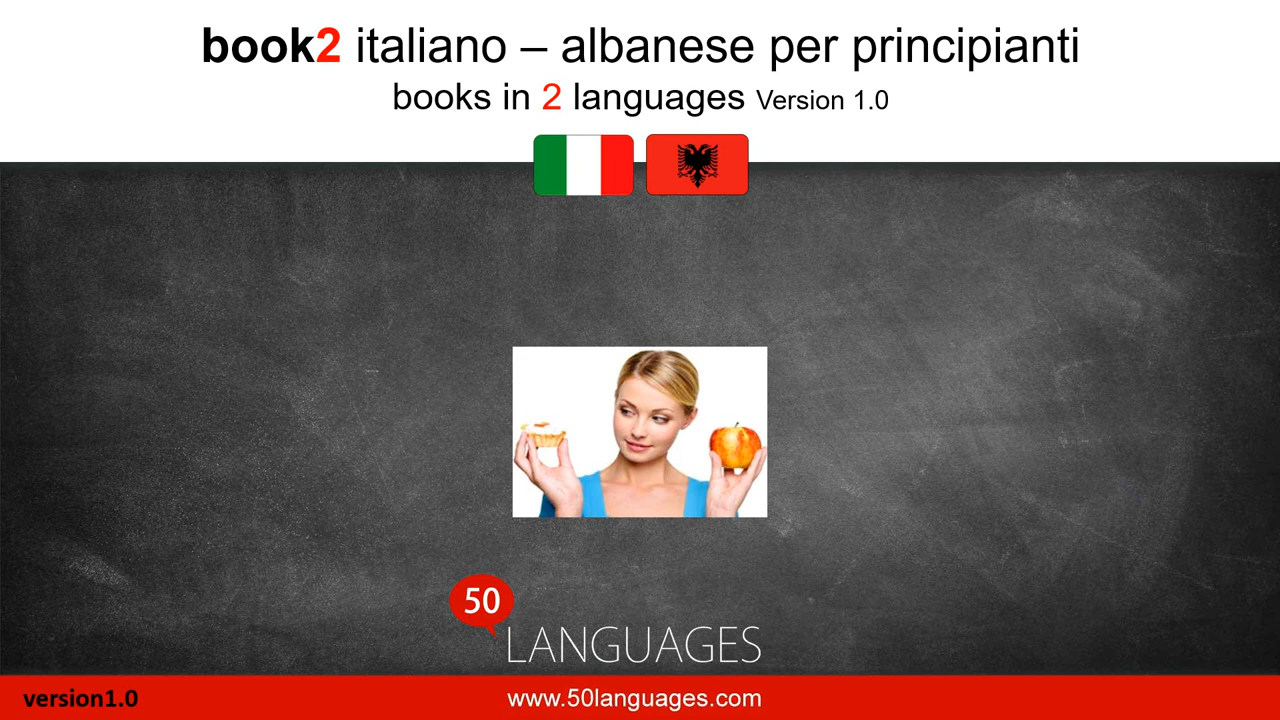 book2 italiano – albanese per principianti
books in 2 languages Version 1.0
50
LANGUAGES
version1.0
www.50languages.com